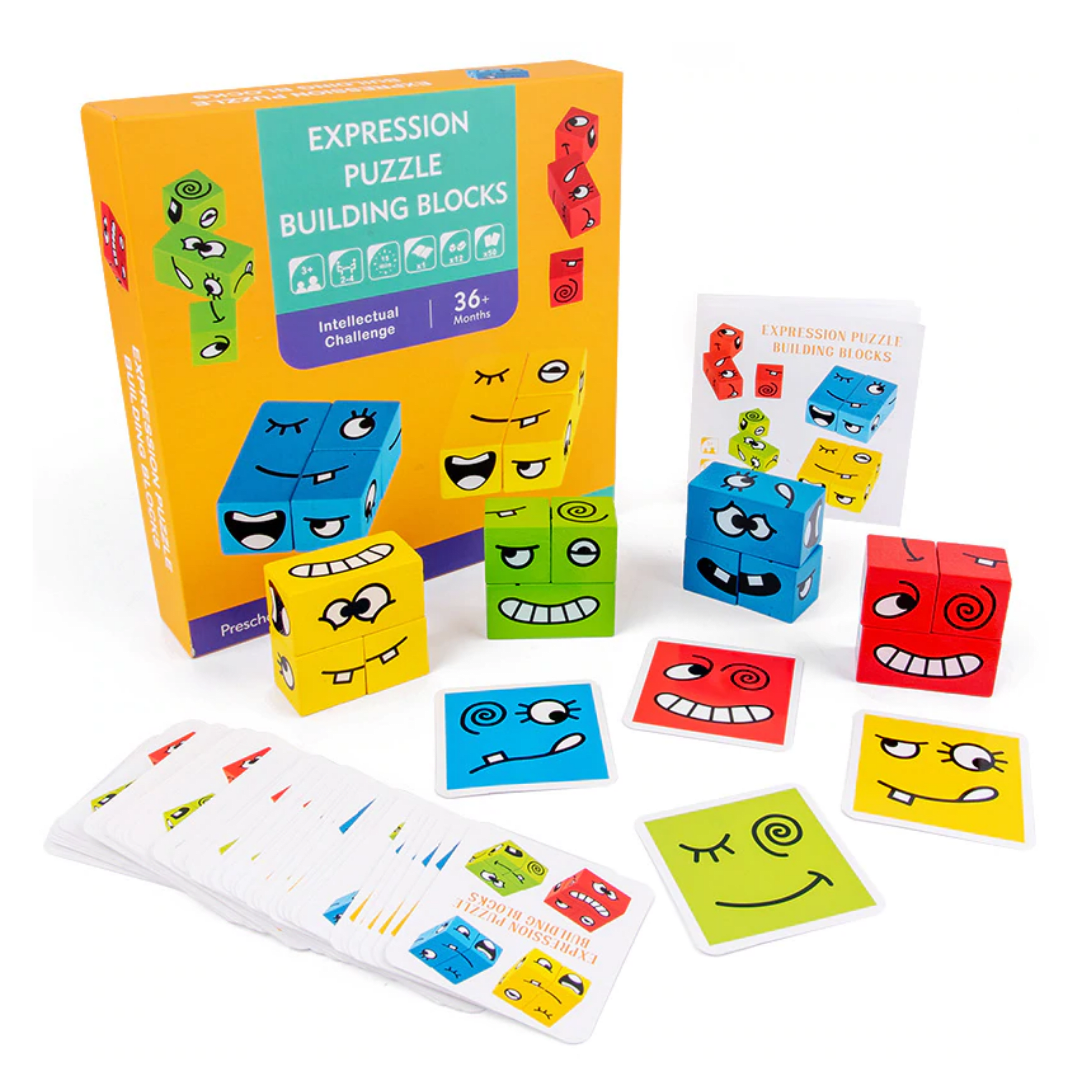 EXPRESSION PUZZLE
BUILDING BLOCKS
EXPRESSION
PUZZLE
BUILDING BLOCKS
3+
2-4
15
x1
x12
x50
Intellectual
Challenge
36+
Months
EXPRESSION PUZZLE
BUILDING BLOCKS
EXPRESSION PUZZLE
BUILDING BLOCKS
EXPRESSION PUZZLE
BUILDING BLOCKS